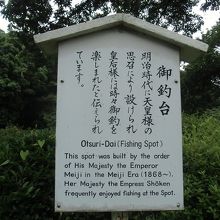 御釣台
明治時代に天皇様の
思召により設けられ
皇后様には時々御釣を
楽しまれたと伝えられ
ています。
Otsuri-Dai (Fishing Spot)
This spot was built by the order
of His Majesty the Emperor
Meiji in the Meiji Era (1868~).
Her Majesty the Empress Shōken
frequently enjoyed fishing at the Spot.